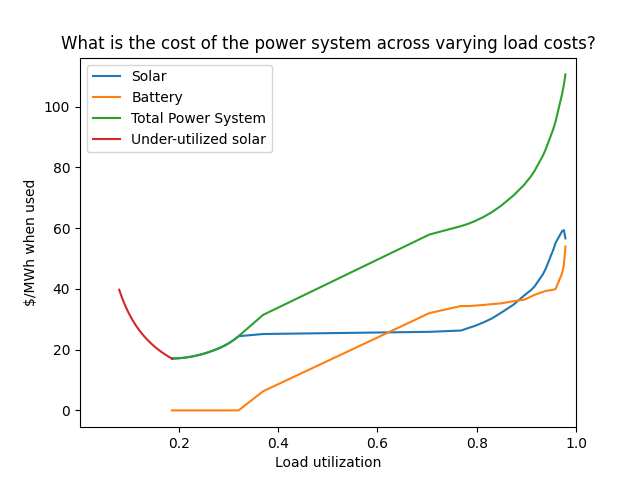 What is the cost of the power system across varying load costs?
Solar
Battery
Total Power System
Under-utilized solar
$/MWh when used
100
80
60
40
20
0
0.2
0.4
0.6
0.8
1.0
Load utilization